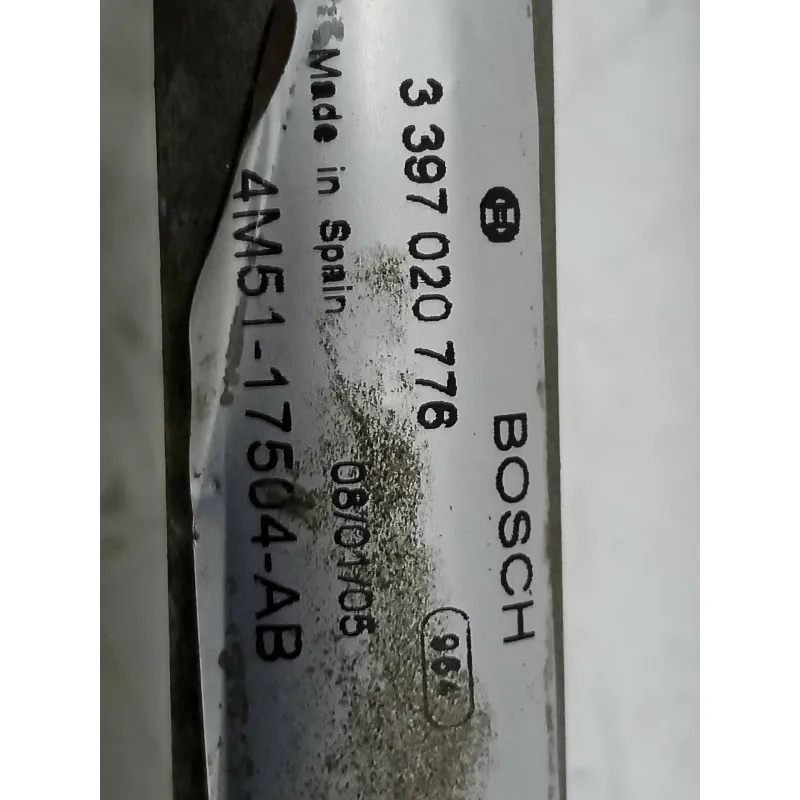 BOSCH
3 397 020 776
964
Made in Spain
08/01/05
4M51-17504-AB